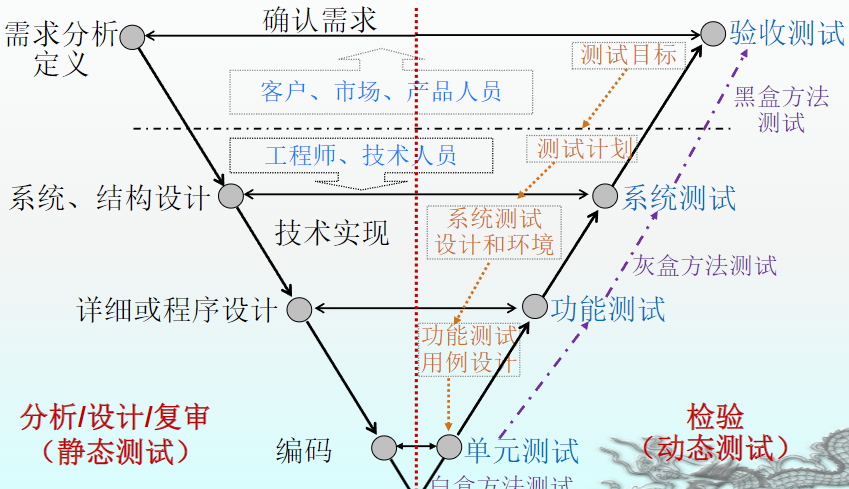 确认需求
需求分析
定义
验收测试
测试目标
客户、市场、产品人员
黑盒方法
测试
工程师、技术人员
测试计划
系统、结构设计
系统测试
系统测试
设计和环境
技术实现
灰盒方法测试
详细或程序设计
功能测试
功能测试
用例设计
分析/设计/复审
（静态测试）
检验
（动态测试）
编码
单元测试
白盒方法测试